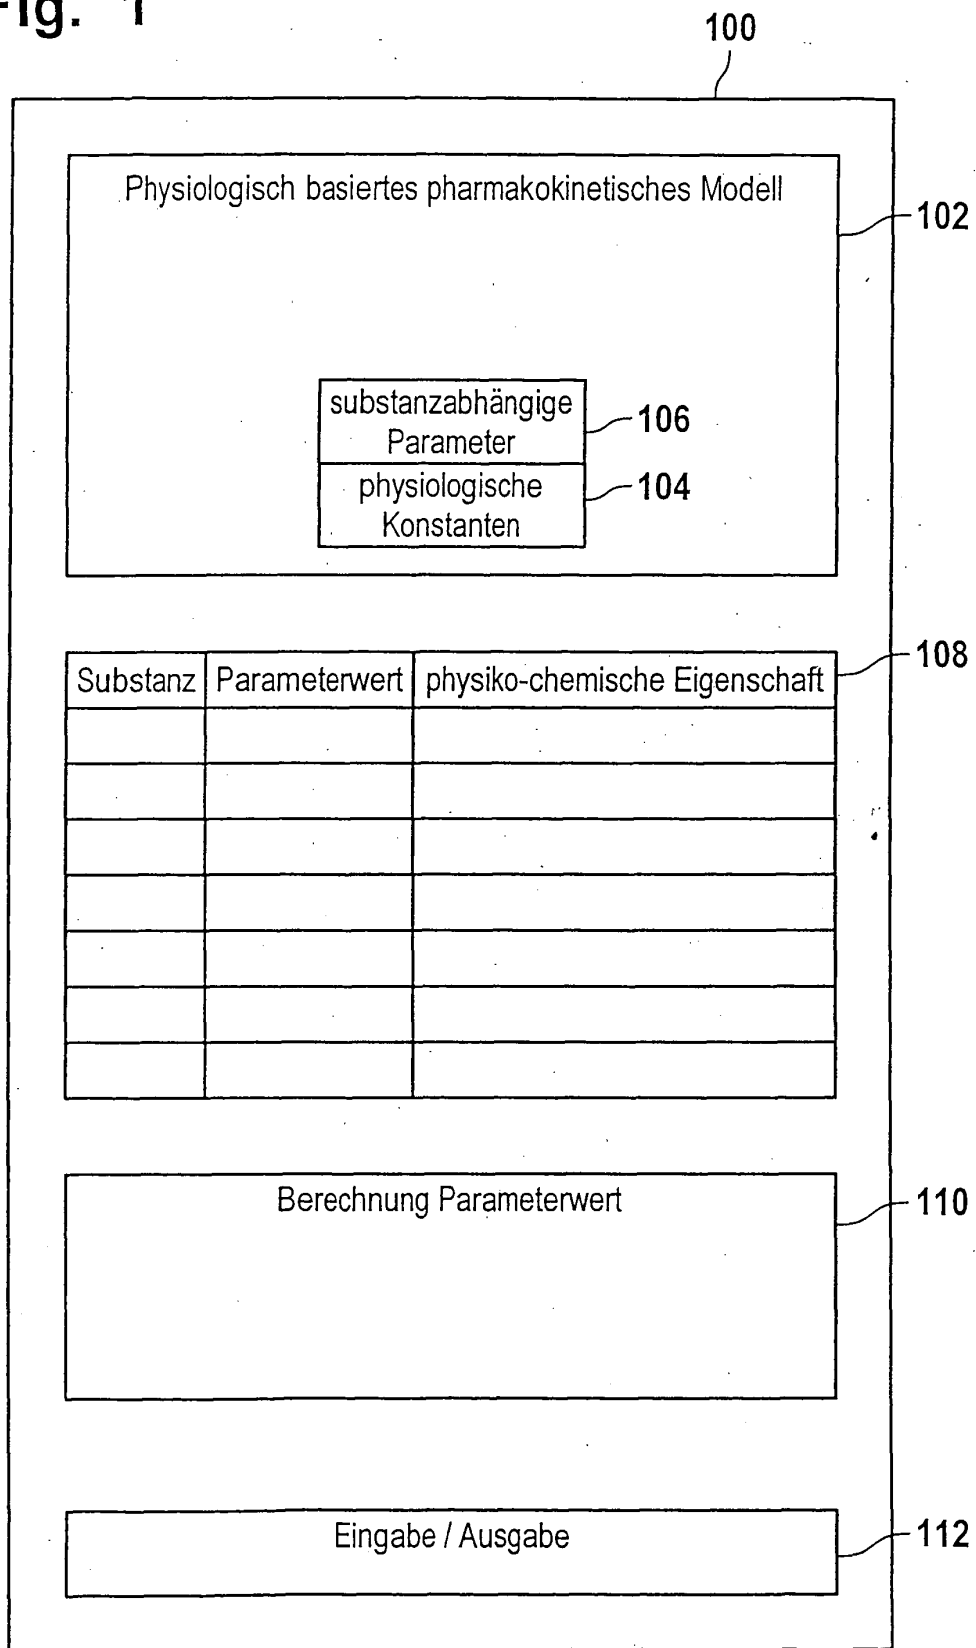 Fig. 1
100
Physiologisch basiertes pharmakokinetisches Modell
102
substanzabhängige
Parameter
106
physiologische
Konstanten
104
108
Substanz Parameterwert physiko-chemische Eigenschaft
Berechnung Parameterwert
110
Eingabe / Ausgabe
112